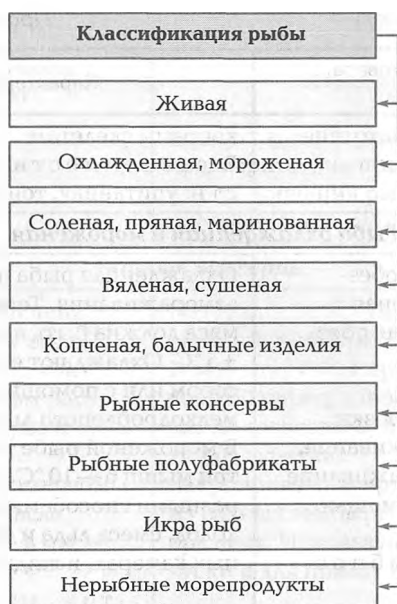 Классификация рыбы
Живая
Охлажденная, мороженая
Соленая, пряная, маринованная
Вяленая, сушеная
Копченая, балычные изделия
Рыбные консервы
Рыбные полуфабрикаты
Икра рыб
Нерыбные морепродукты